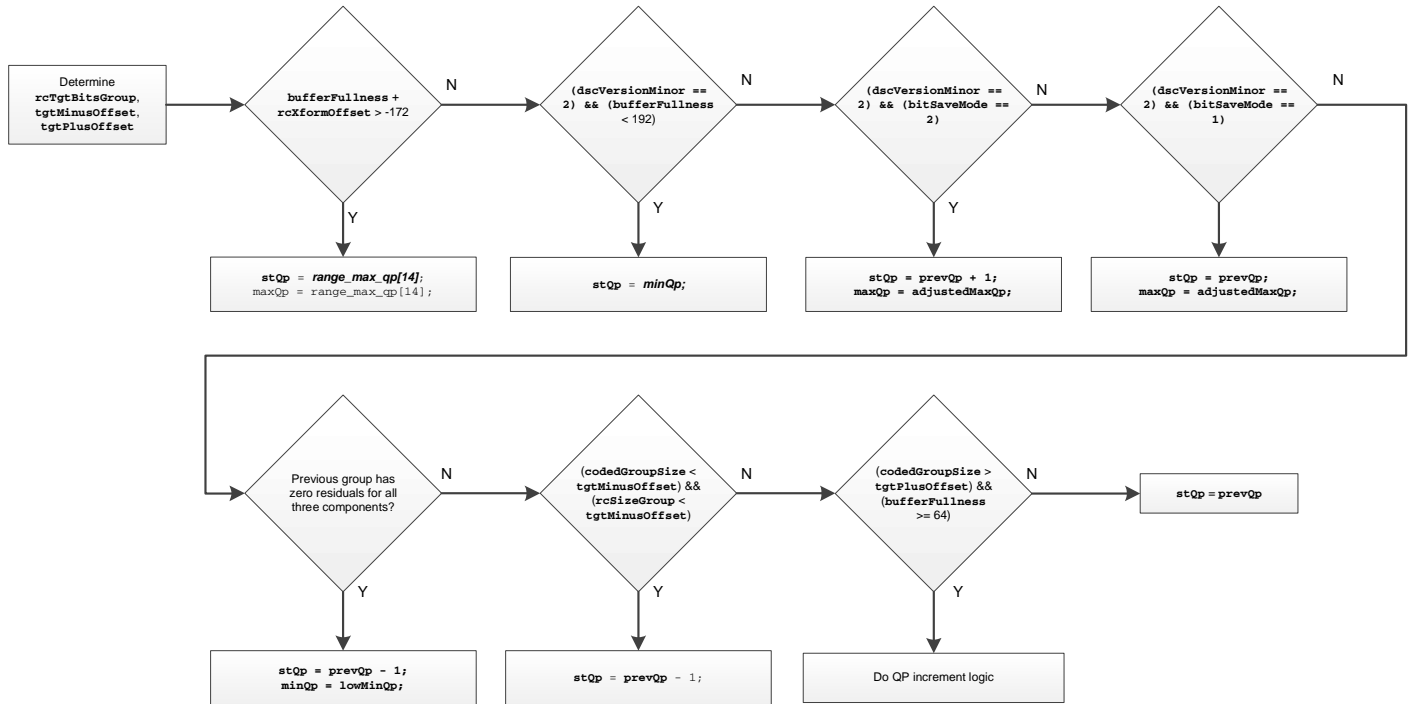 Determine
rcTgtBitsGroup,
tgtMinusOffset,
tgtPlusOffset
bufferFullness +
rcXformOffset > -172
N
Y
stQp = range_max_qp[14];
maxQp = range_max_qp[14];
(dscVersionMinor ==
2) && (bufferFullness
< 192)
N
Y
stQp = minQp;
(dscVersionMinor ==
2) && (bitSaveMode ==
2)
N
Y
stQp = prevQp + 1;
maxQp = adjustedMaxQp;
(dscVersionMinor ==
2) && (bitSaveMode ==
1)
N
Y
stQp = prevQp;
maxQp = adjustedMaxQp;
Previous group has
zero residuals for all
three components?
N
Y
stQp = prevQp - 1;
minQp = lowMinQp;
(codedGroupSize <
tgtMinusOffset) &&
(rcSizeGroup <
tgtMinusOffset)
N
Y
stQp = prevQp - 1;
(codedGroupSize >
tgtPlusOffset) &&
(bufferFullness
>= 64)
N
Y
Do QP increment logic
stQp = prevQp